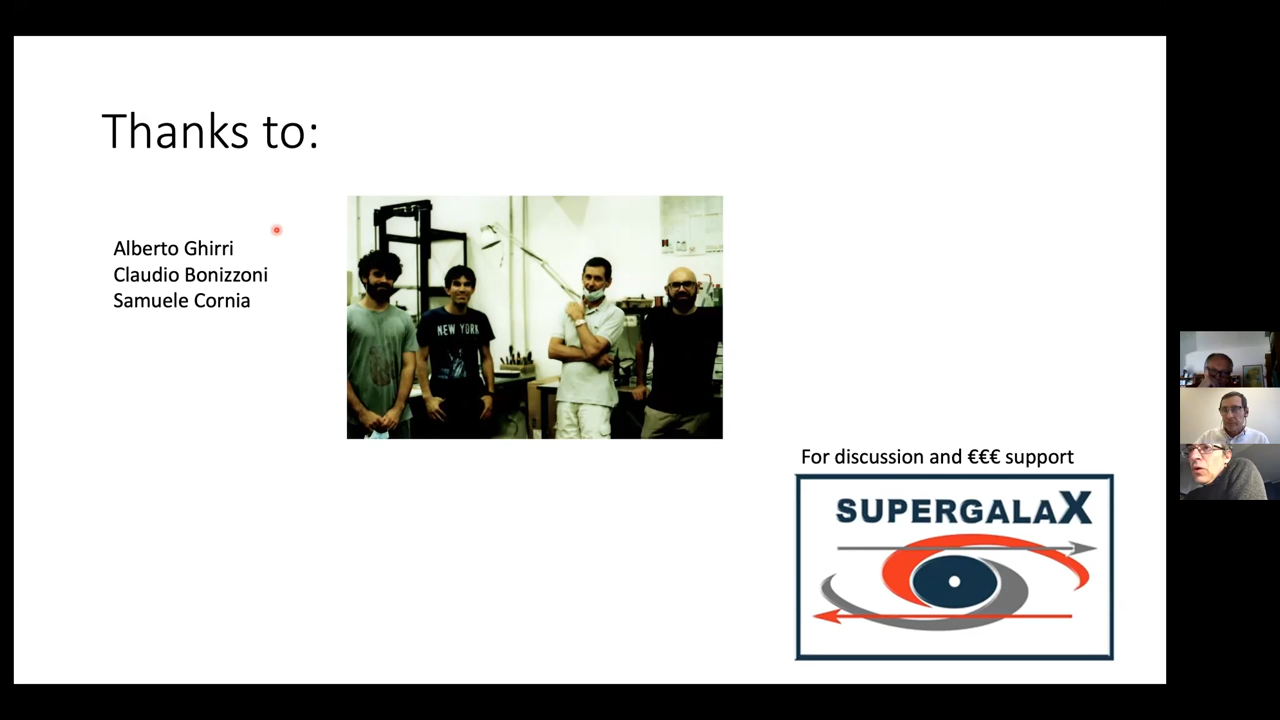 Thanks to:
Alberto Ghirri
Claudio Bonizzoni
Samuele Cornia
NEW YORK
For discussion and €€€ support
SUPERGALAX